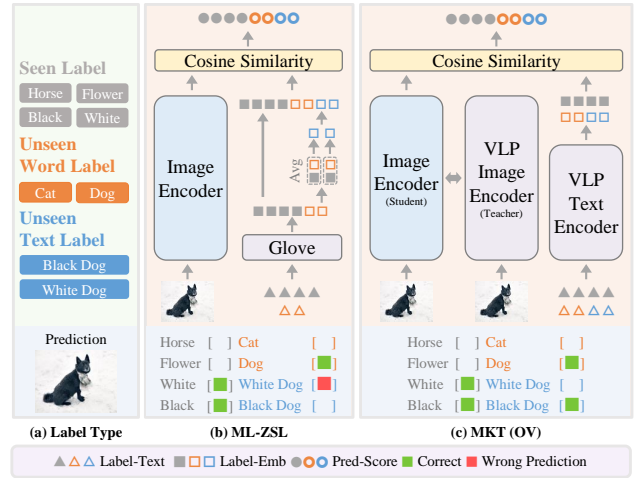 Seen Label
Horse Flower
Black White
Unseen
Word Label
Cat Dog
Unseen
Text Label
Black Dog
White Dog
Prediction
(a) Label Type
Cosine Similarity
Image
Encoder
Avg
Glove
Horse [ ] Cat [ ]
Flower [ ] Dog [ ]
White [ ] White Dog [ ]
Black [ ] Black Dog [ ]
(b) ML-ZSL
Cosine Similarity
Image
Encoder
(Student)
VLP
Image
Encoder
(Teacher)
VLP
Text
Encoder
Horse [ ] Cat [ ]
Flower [ ] Dog [ ]
White [ ] White Dog [ ]
Black [ ] Black Dog [ ]
(c) MKT (OV)
Label-Text Label-Emb Pred-Score Correct Wrong Prediction